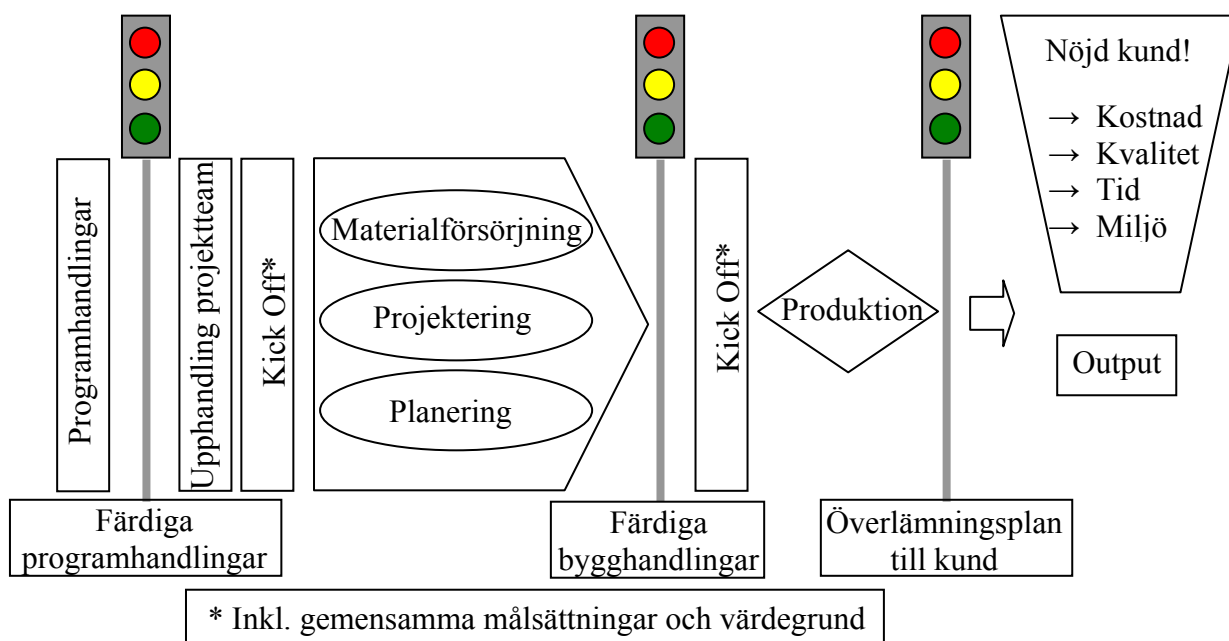 Programhandlingar
Färdiga
programhandlingar
Upphandling projektteam
Kick Off*
Materialförsörjning
Projektering
Planering
Färdiga
bygghandlingar
Kick Off*
Produktion
Överlämningsplan
till kund
Nöjd kund!
→ Kostnad
→ Kvalitet
→ Tid
→ Miljö
Output
* Inkl. gemensamma målsättningar och värdegrund